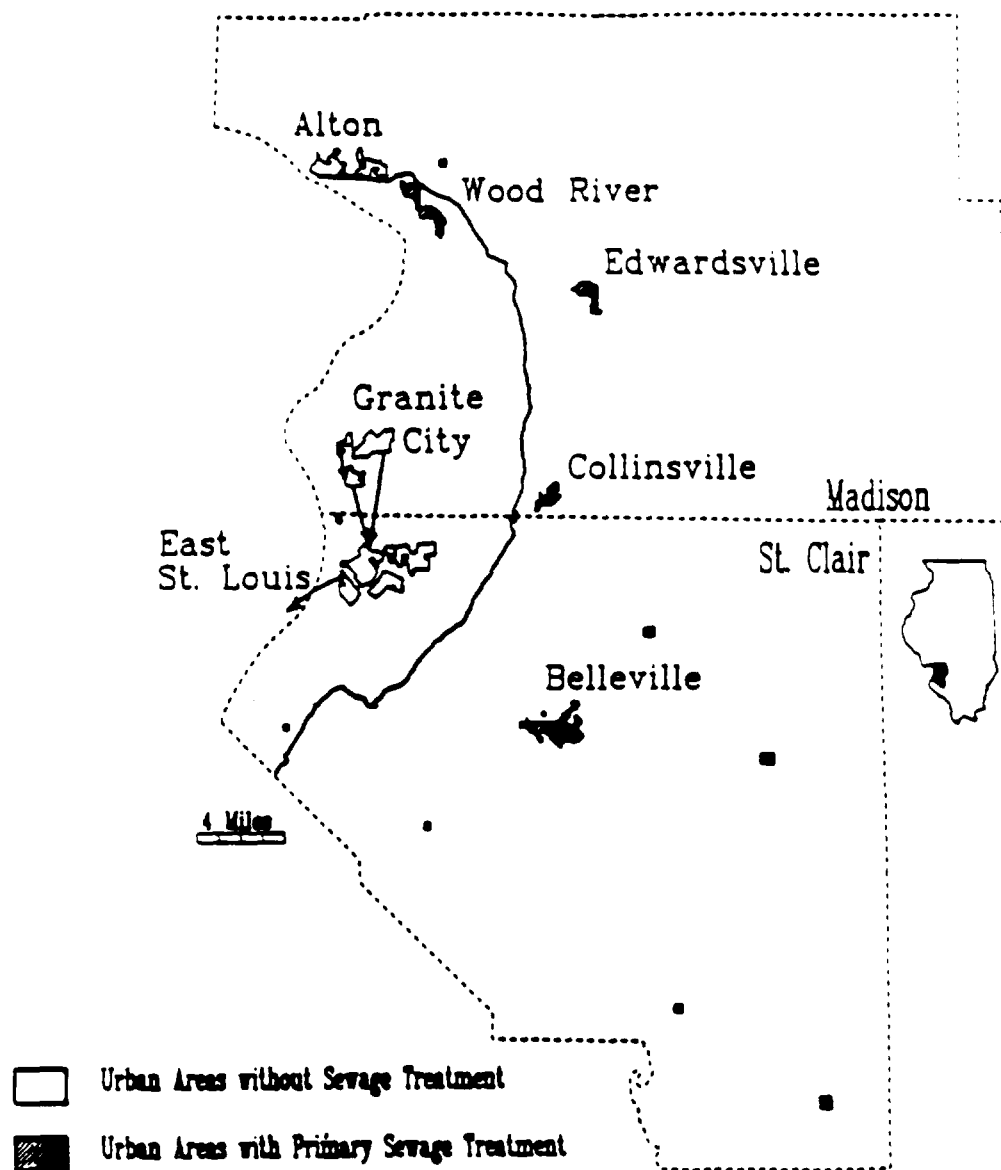 Alton
Wood River
Edwardsville
Granite
City
Collinsville
Madison
East
St. Louis
St. Clair
Belleville
4 Miles
Urban Areas without Sewage Treatment
Urban Areas with Primary Sewage Treatment